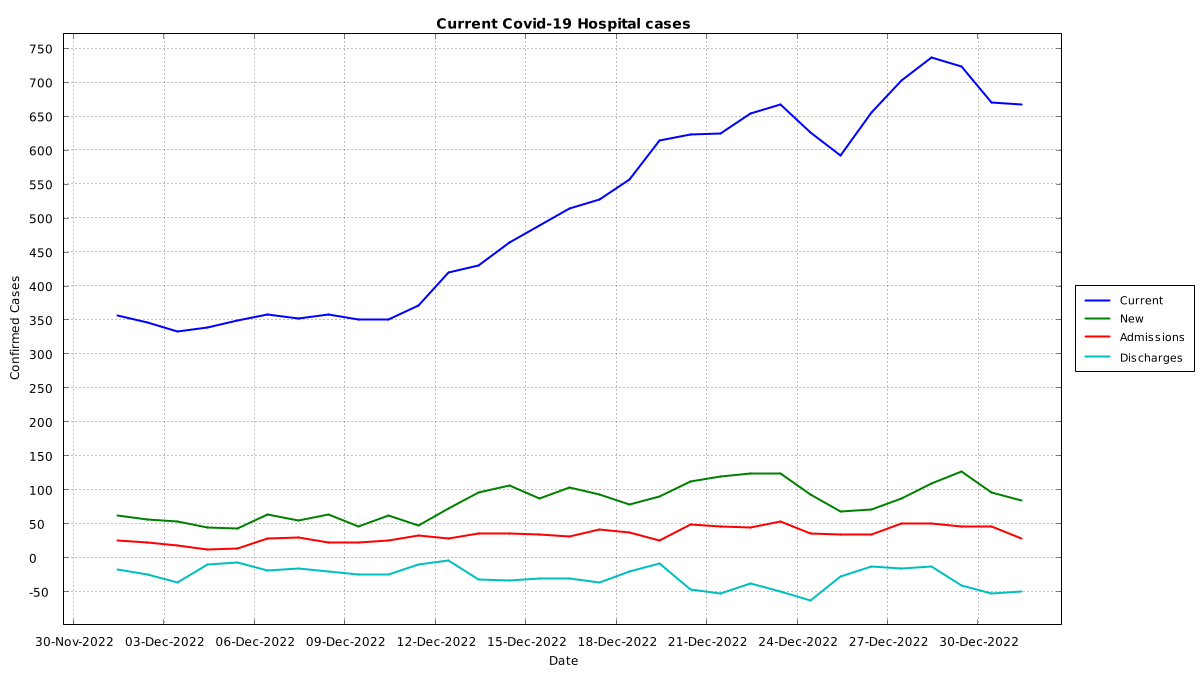 Current Covid-19 Hospital cases
750
700
650
600
550
500
450
400
350
300
250
200
150
100
50
0
-50
Confirmed Cases
30-Nov-2022 03-Dec-2022 06-Dec-2022 09-Dec-2022 12-Dec-2022 15-Dec-2022 18-Dec-2022 21-Dec-2022 24-Dec-2022 27-Dec-2022 30-Dec-2022
Date
Current
New
Admissions
Discharges